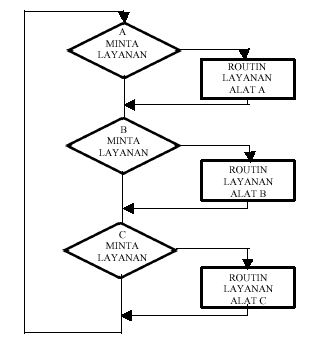 A
MINTA
LAYANAN
ROUTIN
LAYANAN
ALAT A
B
MINTA
LAYANAN
ROUTIN
LAYANAN
ALAT B
C
MINTA
LAYANAN
ROUTIN
LAYANAN
ALAT C